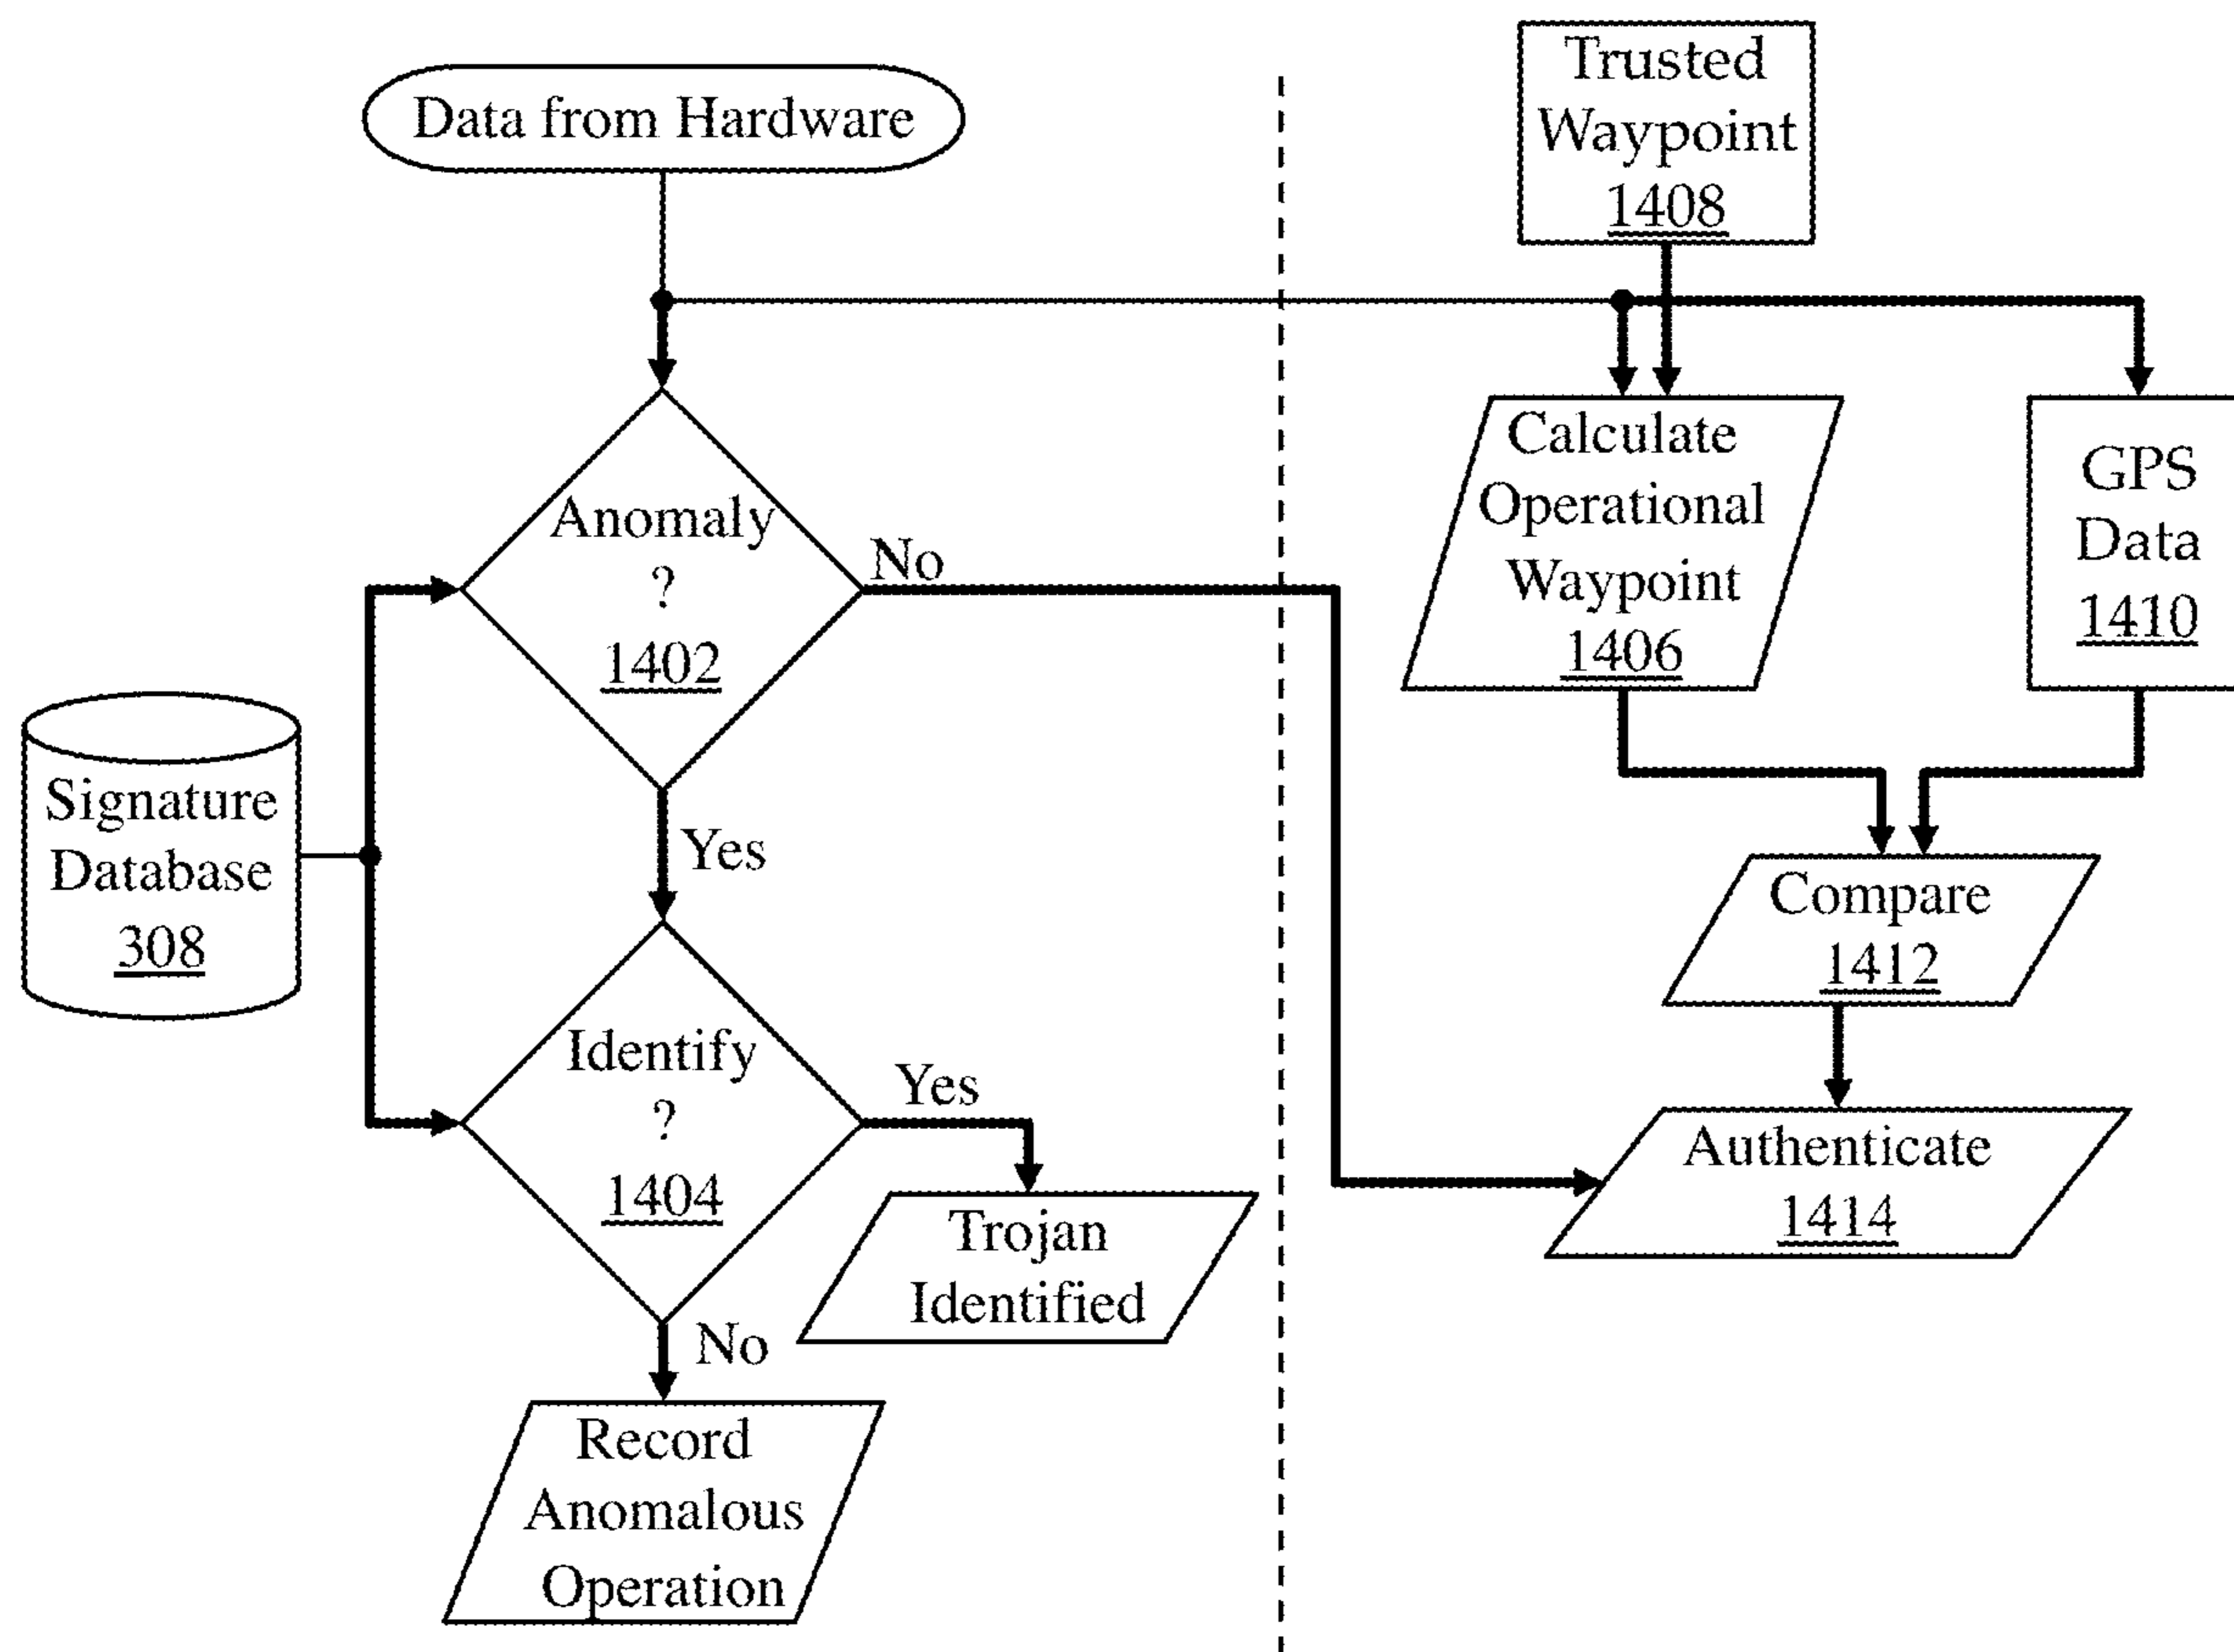 Data from Hardware
Trusted
Waypoint
1408
Anomaly
?
1402
No
Yes
Calculate
Operational
Waypoint
1406
GPS
Data
1410
Signature
Database
308
Compare
1412
Identify
?
1404
Yes
No
Authenticate
1414
Trojan
Identified
Record
Anomalous
Operation